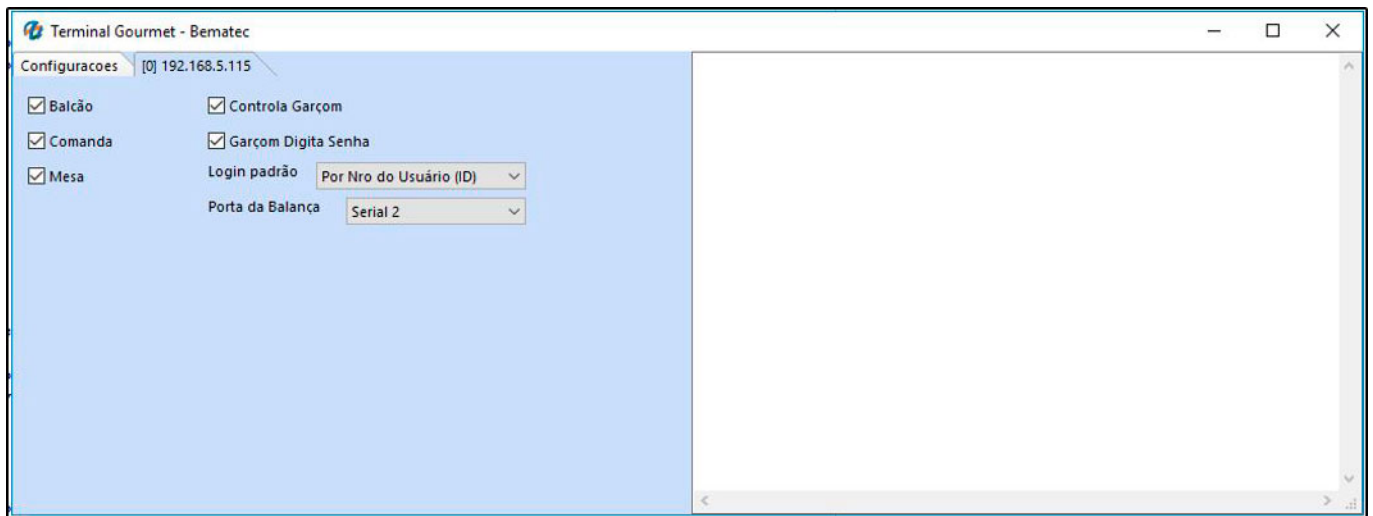 Terminal Gourmet - Bematec
Configuracoes [0] 192.168.5.115
Balcão Controla Garçom
Comanda Garçom Digita Senha
Mesa Login padrão Por Nro do Usuário (ID)
Porta da Balança Serial 2